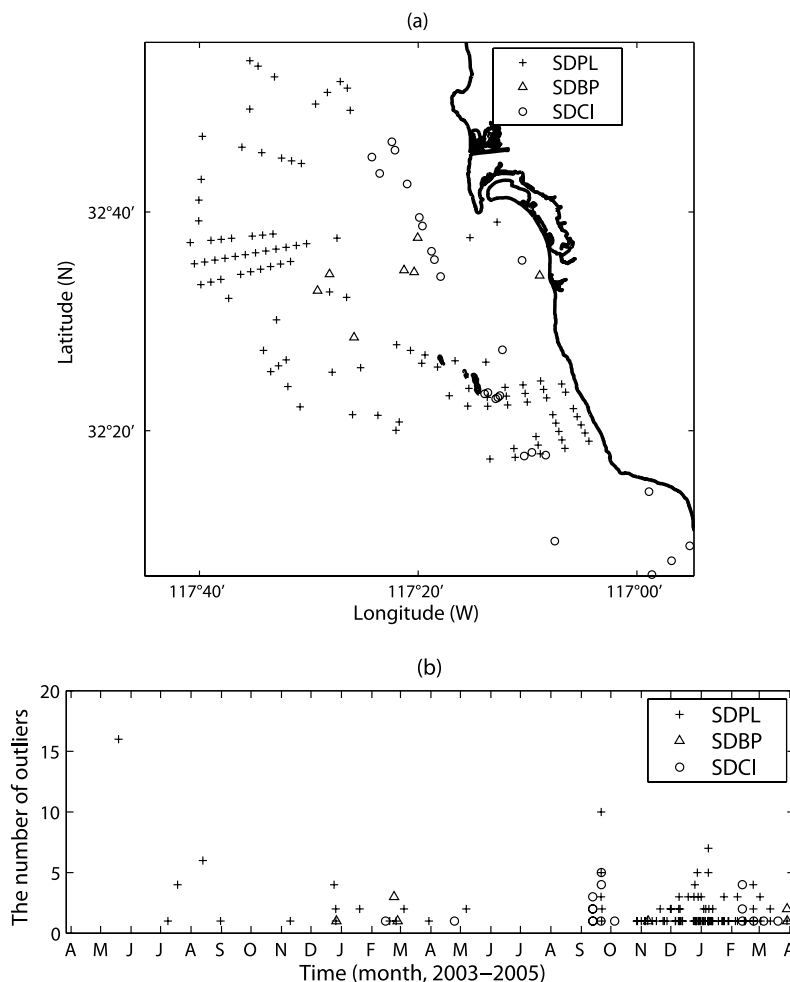 (a)
SDPL
SDBP
SDCI
32°40′
32°20′
Latitude (N)
117°40′ 117°20′ 117°00′
Longitude (W)
(b)
20
15
10
5
0
The number of outliers
SDPL
SDBP
SDCI
A M J J A S O N D J F M A M J J A S O N D J F M A
Time (month, 2003−2005)